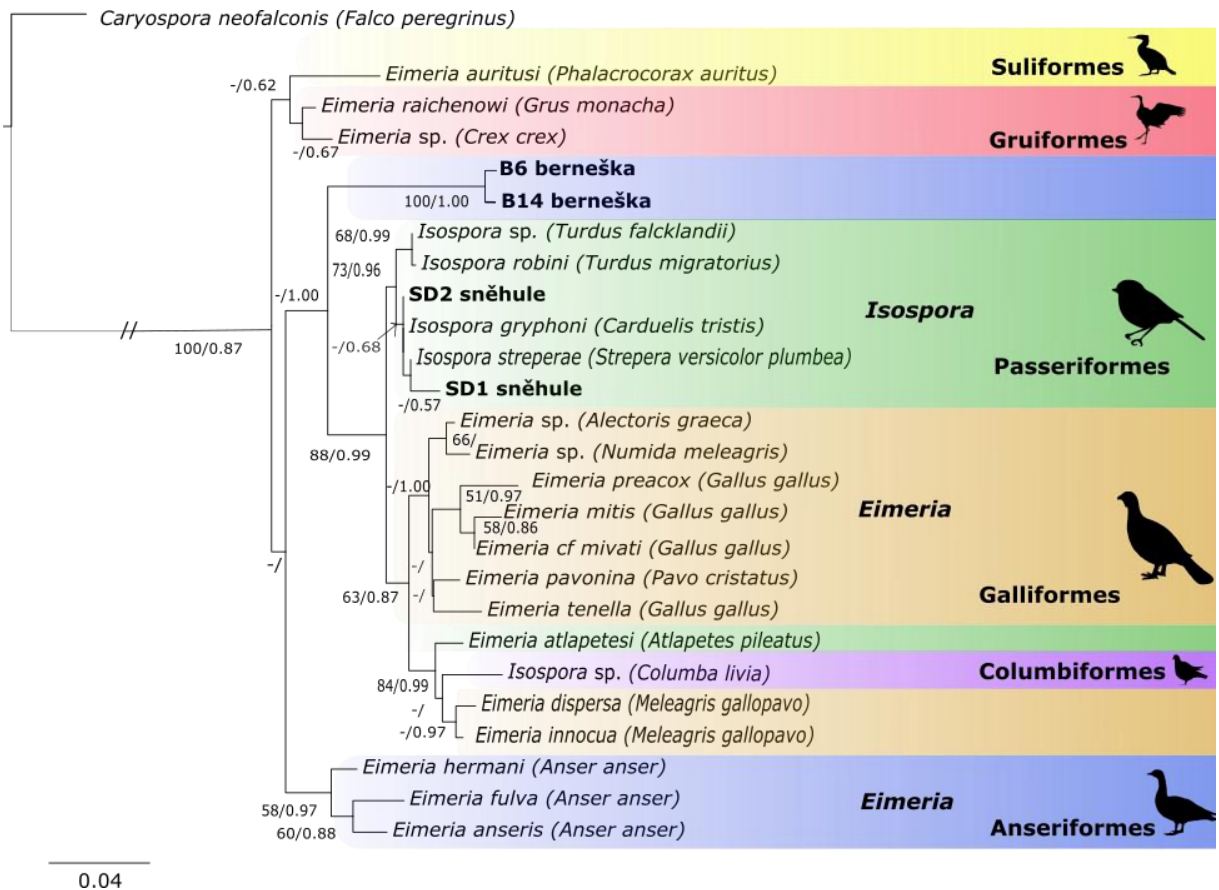 Caryospora neofalconis (Falco peregrinus)
Suliformes
Eimeria auritusi (Phalacrocorax auritus)
-/0.62
Eimeria raichenowi (Grus monacha)
Eimeria sp. (Crex crex)
Gruiformes
-/0.67
B6 berneška
100/1.00
B14 berneška
68/0.99
Isospora sp. (Turdus falcklandii)
73/0.96
Isospora robini (Turdus migratorius)
-/1.00
SD2 sněhule
Isospora
Isospora gryphoni (Carduelis tristis)
100/0.87
-/0.68
Isospora streperae (Strepera versicolor plumbea)
Passeriformes
SD1 sněhule
-/0.57
Eimeria sp. (Alectoris graeca)
66/
88/0.99
Eimeria sp. (Numida meleagris)
-/1.00
Eimeria preacox (Gallus gallus)
51/0.97
Eimeria mitis (Gallus gallus)
Eimeria
58/0.86
Eimeria cf mivati (Gallus gallus)
-/
-/
Eimeria pavonina (Pavo cristatus)
63/0.87
-/
Eimeria tenella (Gallus gallus)
Galliformes
Eimeria atlapetesi (Atlapetes pileatus)
Isospora sp. (Columba livia)
Columbiformes
84/0.99
Eimeria dispersa (Meleagris gallopavo)
-/
-/0.97
Eimeria innocua (Meleagris gallopavo)
Eimeria hermani (Anser anser)
Eimeria fulva (Anser anser)
Eimeria
58/0.97
60/0.88
Eimeria anseris (Anser anser)
Anseriformes
0.04